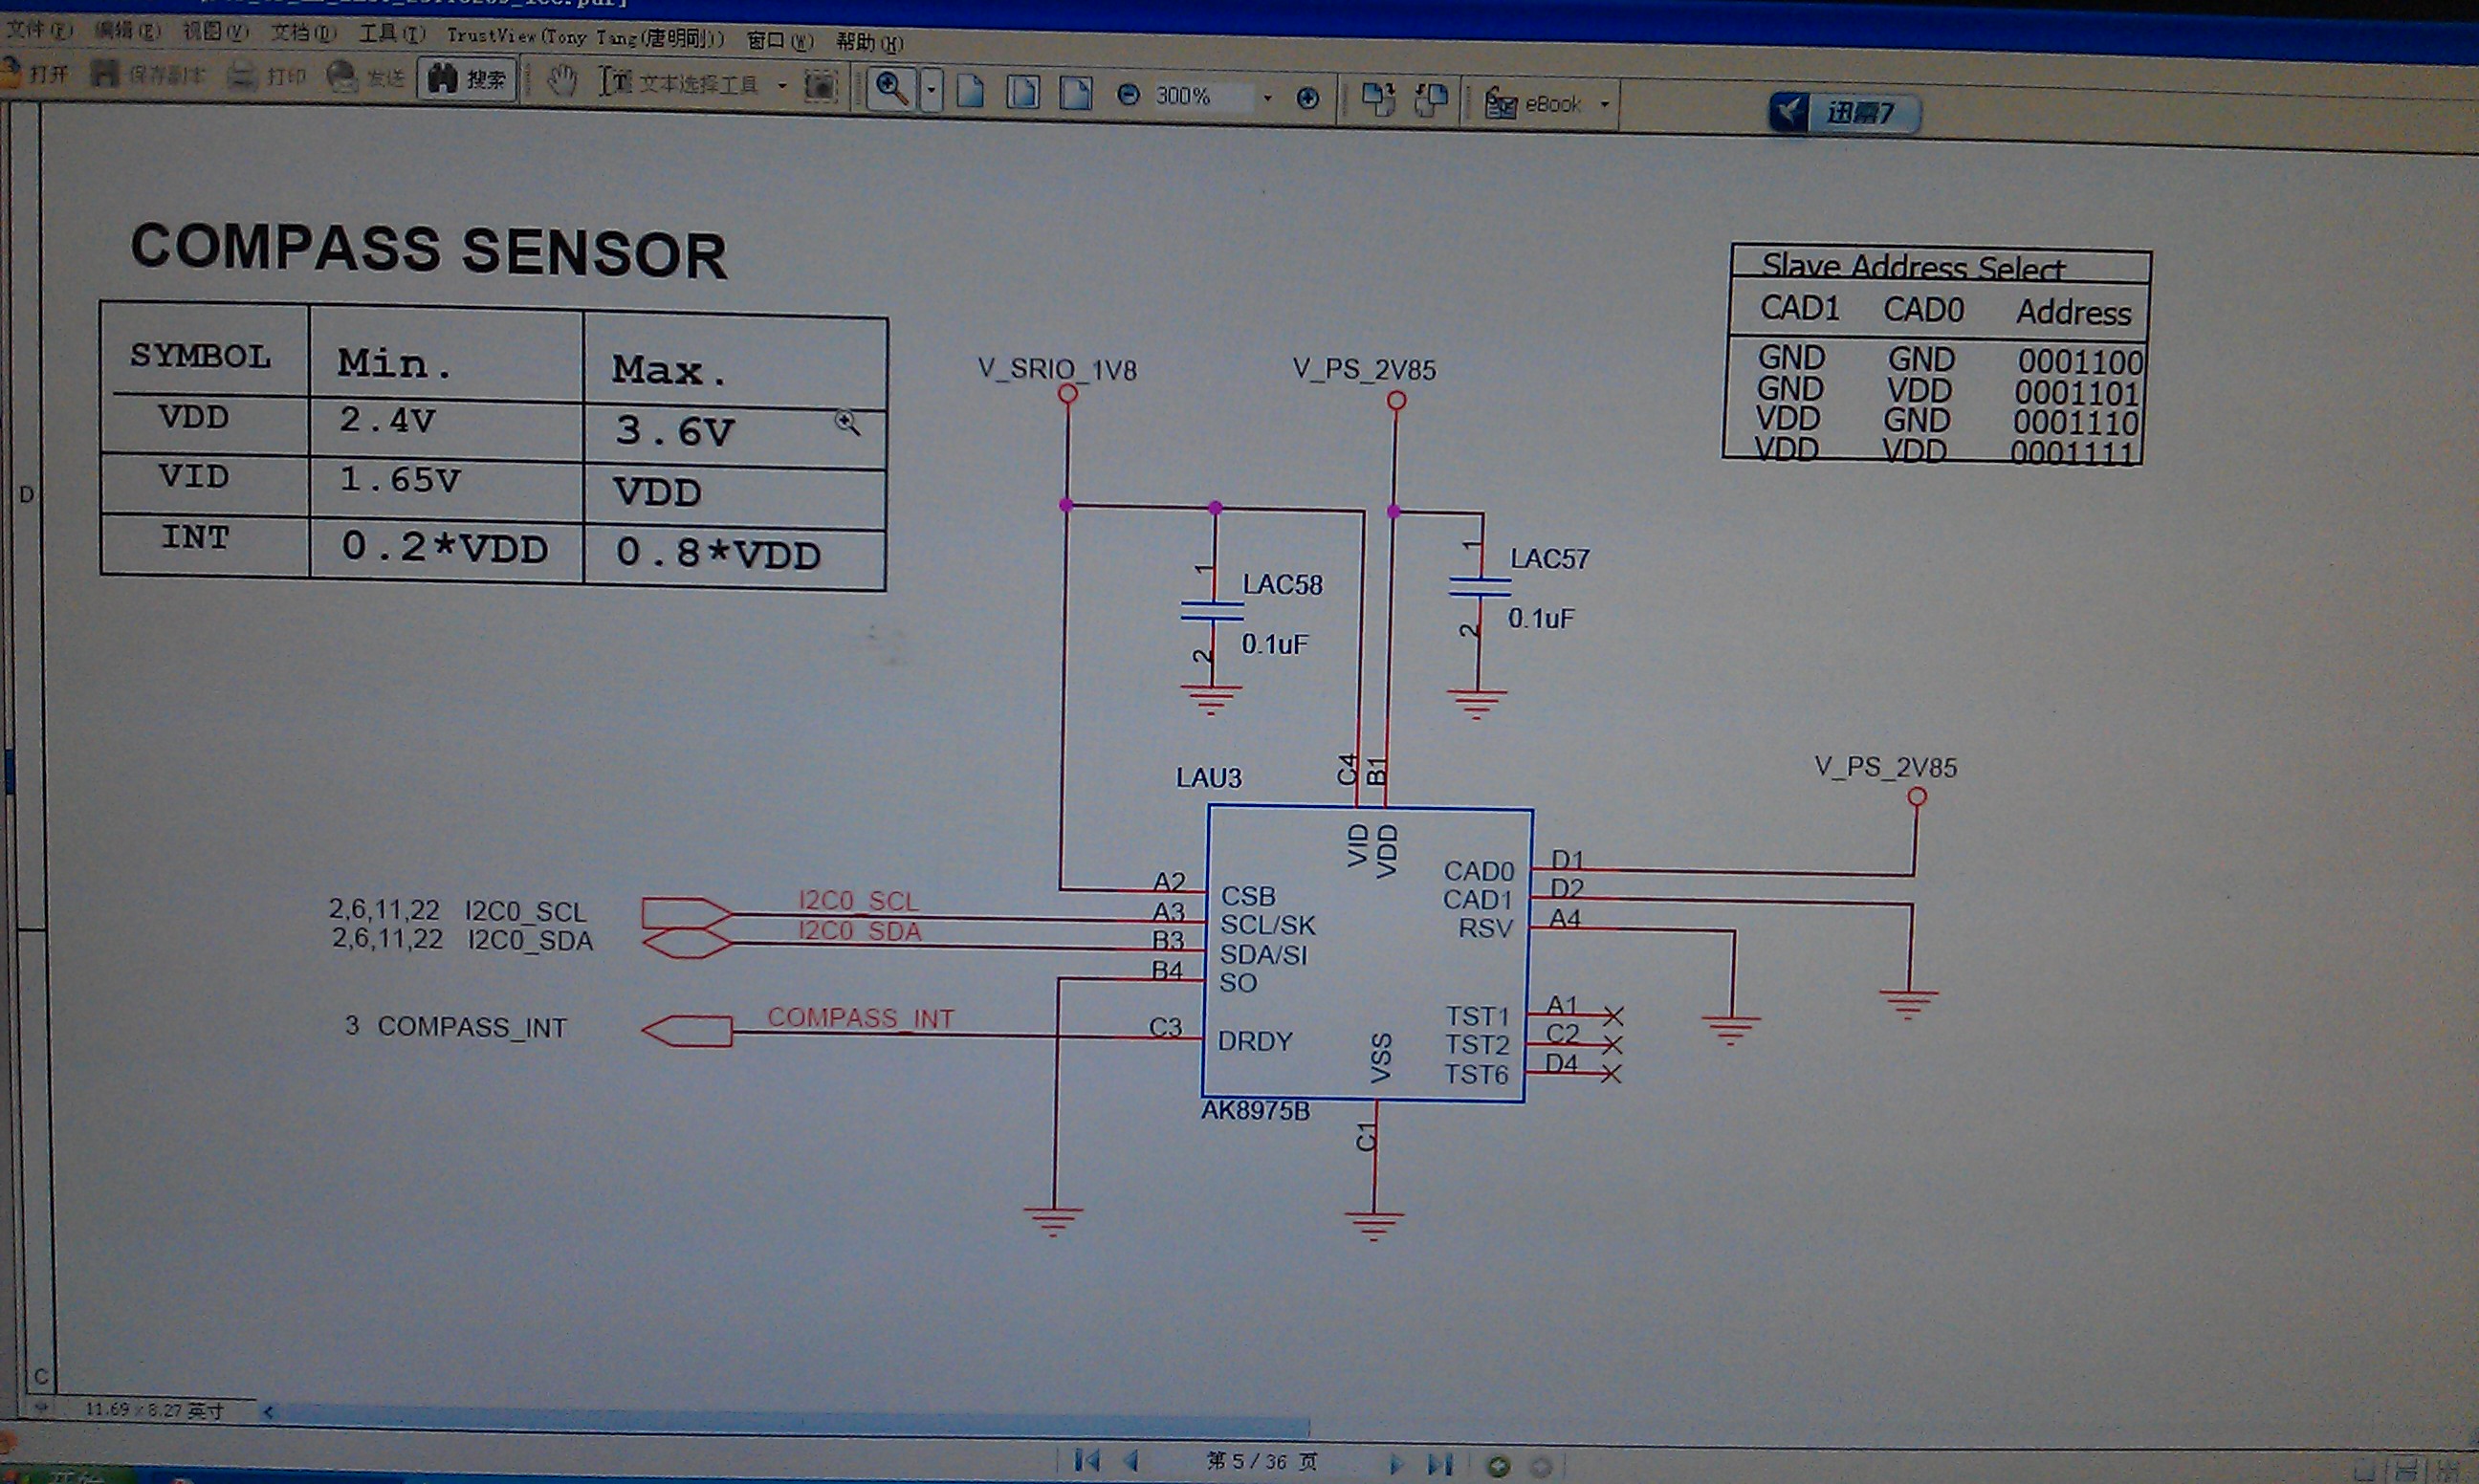 文件(F) 编辑(E) 视图(V) 文档(D) 工具(T) TrustView(Tony Tang(唐明刚)) 窗口(W) 帮助(H)
打开 保存副本 打印 发送 搜索 文本选择工具 300% eBook 迅雷7
COMPASS SENSOR
SYMBOL Min. Max.
VDD 2.4V 3.6V
VID 1.65V VDD
INT 0.2*VDD 0.8*VDD
Slave Address Select
CAD1 CAD0 Address
GND GND 0001100
GND VDD 0001101
VDD GND 0001110
VDD VDD 0001111
V_SRIO_1V8
V_PS_2V85
D
1
LAC58
0.1uF
2
1
LAC57
0.1uF
2
LAU3
C4
B1
V_PS_2V85
VID
VDD
A2 CSB
2,6,11,22 I2C0_SCL I2C0_SCL A3 SCL/SK
2,6,11,22 I2C0_SDA I2C0_SDA B3 SDA/SI
B4 SO
3 COMPASS_INT COMPASS_INT C3 DRDY
CAD0 D1
CAD1 D2
RSV A4
TST1 A1
TST2 C2
TST6 D4
VSS
AK8975B
C1
C
11.69 x 8.27 英寸
第 5 / 36 页